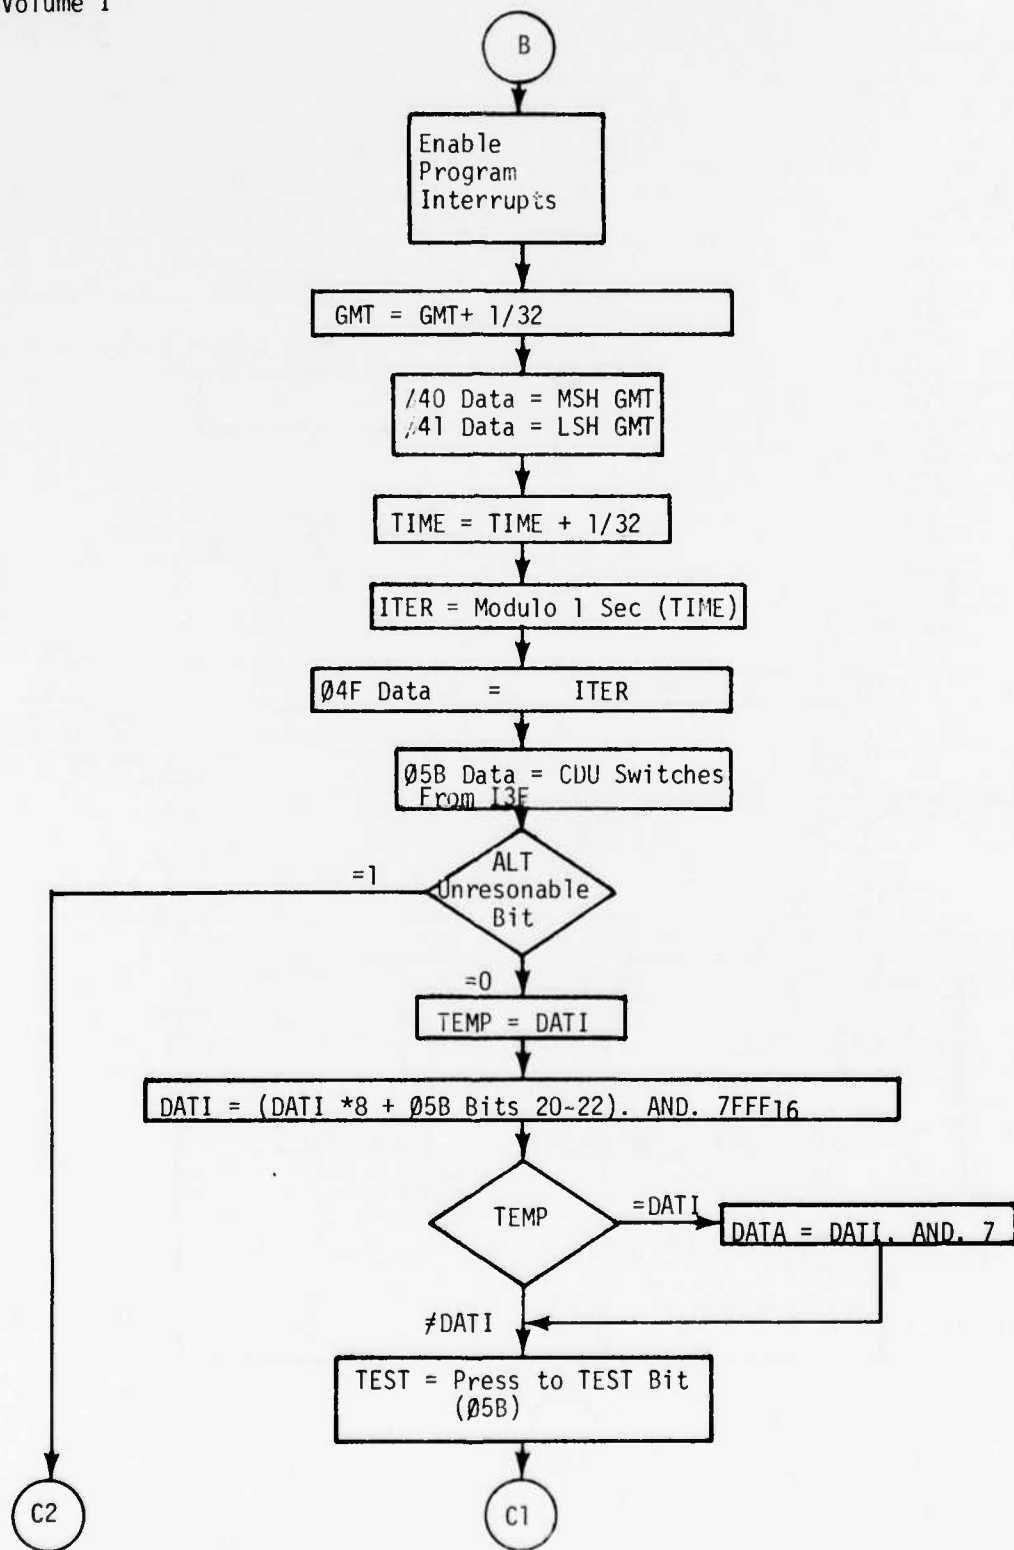 Volume 1
B
Enable
Program
Interrupts
GMT = GMT+ 1/32
/40 Data = MSH GMT
/41 Data = LSH GMT
TIME = TIME + 1/32
ITER = Modulo 1 Sec (TIME)
Ø4F Data = ITER
Ø5B Data = CDU Switches
From I3E
ALT
Unresonable
Bit
=1
=0
TEMP = DATI
DATI = (DATI *8 + Ø5B Bits 20-22). AND. 7FFF16
TEMP
=DATI
DATA = DATI. AND. 7
≠DATI
TEST = Press to TEST Bit
(Ø5B)
C2
C1